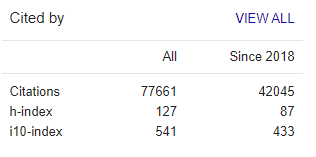 Cited by VIEW ALL
All Since 2018
Citations 77661 42045
h-index 127 87
i10-index 541 433